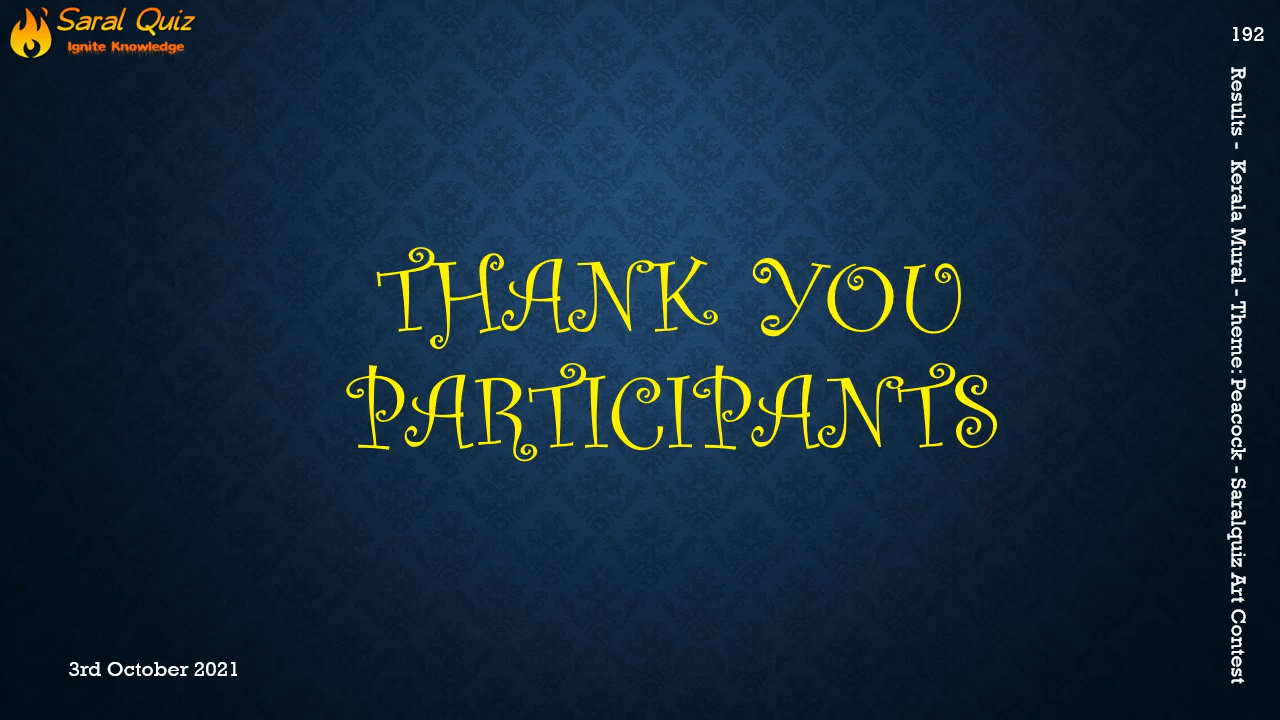 Saral Quiz
Ignite Knowledge
192
Results - Kerala Mural - Theme: Peacock - Saralquiz Art Contest
THANK YOU
PARTICIPANTS
3rd October 2021